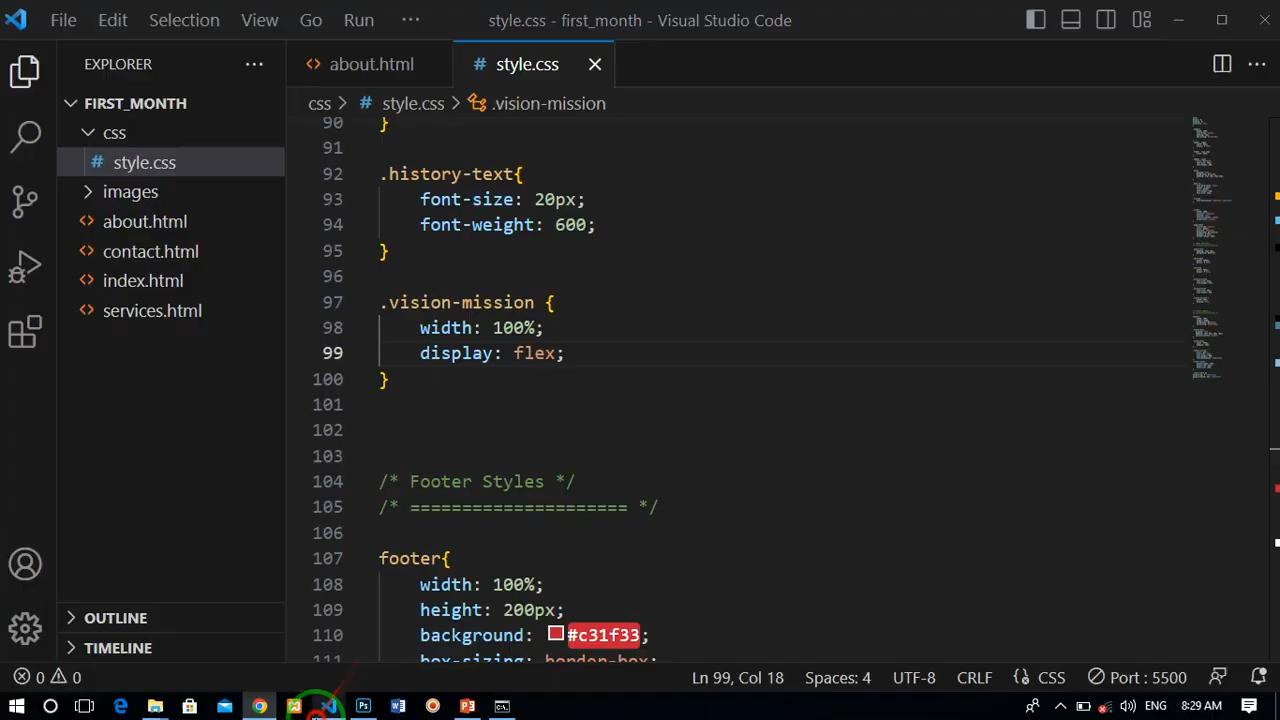 File Edit Selection View Go Run ··· style.css - first_month - Visual Studio Code
EXPLORER ···
about.html
style.css
FIRST_MONTH
css
style.css
images
about.html
contact.html
index.html
services.html
OUTLINE
TIMELINE
css > style.css > .vision-mission
90 }
91
92 .history-text{
93 font-size: 20px;
94 font-weight: 600;
95 }
96
97 .vision-mission {
98 width: 100%;
99 display: flex;
100 }
101
102
103
104 /* Footer Styles */
105 /* ===================== */
106
107 footer{
108 width: 100%;
109 height: 200px;
110 background: #c31f33;
111 box-sizing: border-box;
0 0 Ln 99, Col 18 Spaces: 4 UTF-8 CRLF CSS Port : 5500
ENG 8:29 AM